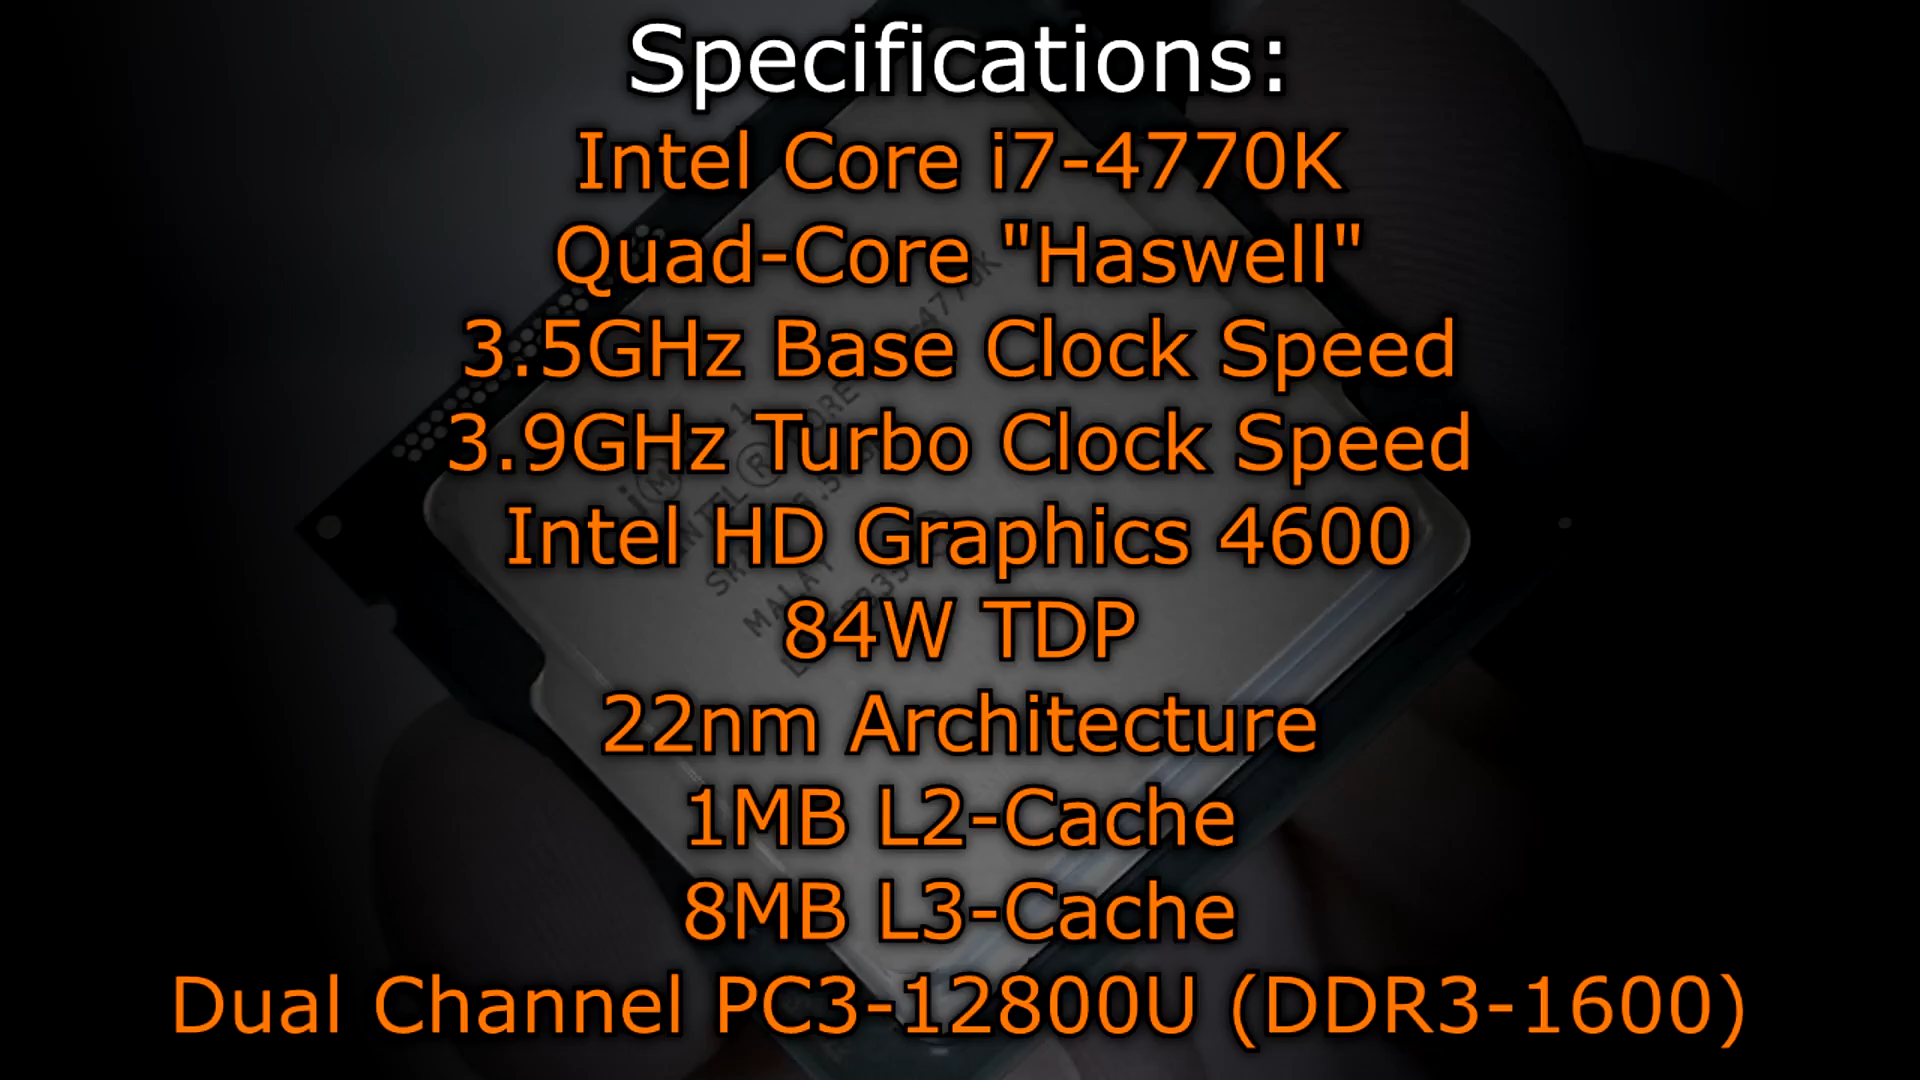 Specifications:
Intel Core i7-4770K
Quad-Core "Haswell"
3.5GHz Base Clock Speed
3.9GHz Turbo Clock Speed
Intel HD Graphics 4600
84W TDP
22nm Architecture
1MB L2-Cache
8MB L3-Cache
Dual Channel PC3-12800U (DDR3-1600)